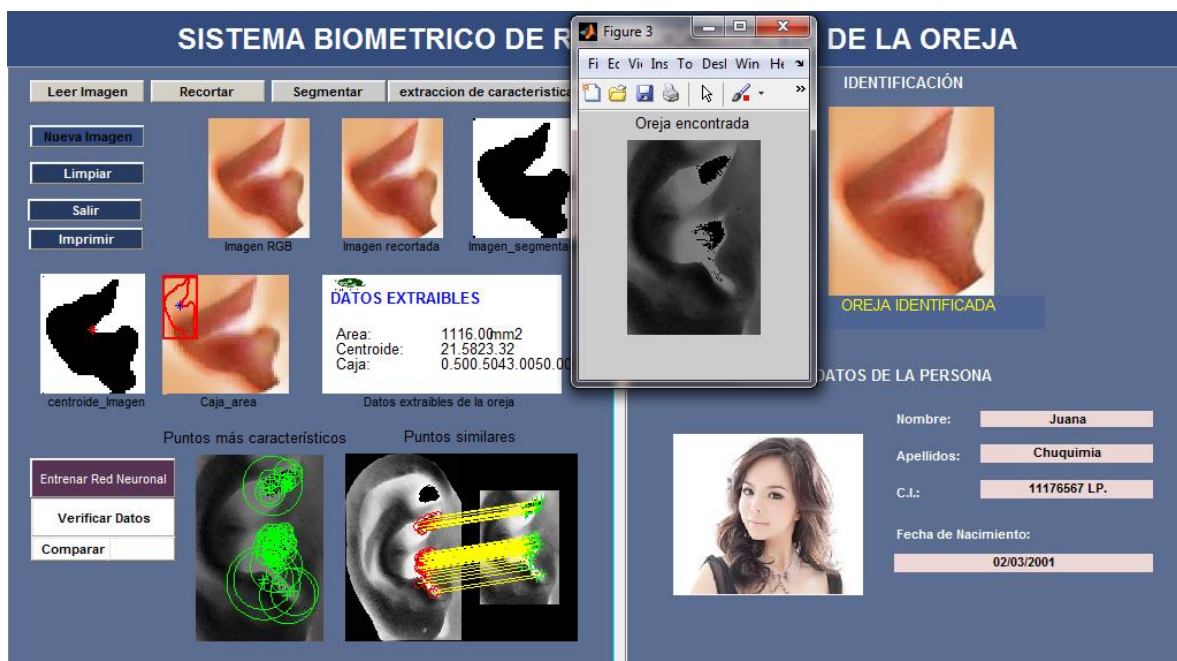 SISTEMA BIOMETRICO DE R
DE LA OREJA
Figure 3
Fi Ec Vi Ins To Desl Win He
Oreja encontrada
Leer Imagen
Recortar
Segmentar
extraccion de caracteristica
Nueva Imagen
Limpiar
Salir
Imprimir
Imagen RGB
Imagen recortada
Imagen_segmenta
centroide_Imagen
Caja_area
DATOS EXTRAIBLES
Area: 1116.00mm2
Centroide: 21.5823.32
Caja: 0.500.5043.0050.00
Datos extraibles de la oreja
Puntos más característicos
Puntos similares
Entrenar Red Neuronal
Verificar Datos
Comparar
IDENTIFICACIÓN
OREJA IDENTIFICADA
DATOS DE LA PERSONA
Nombre: Juana
Apellidos: Chuquimia
C.I.: 11176567 LP.
Fecha de Nacimiento:
02/03/2001